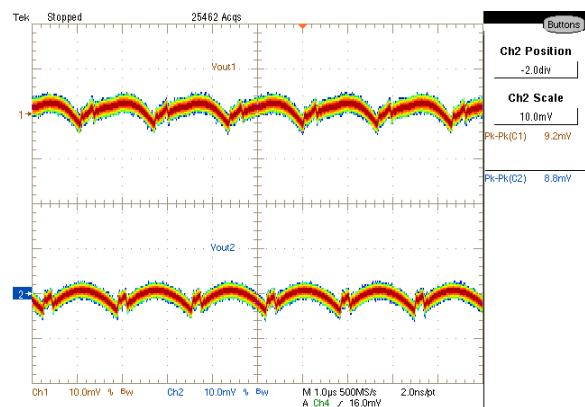 Tek Stopped 25462 Acqs
Buttons
Vout1
Ch2 Position
-2.0div
Ch2 Scale
10.0mV
1
Pk-Pk(C1) 9.2mV
Pk-Pk(C2) 8.8mV
Vout2
2
Ch1 10.0mV % Bw Ch2 10.0mV % Bw M 1.0µs 500MS/s 2.0ns/pt
A Ch4 / 16.0mV